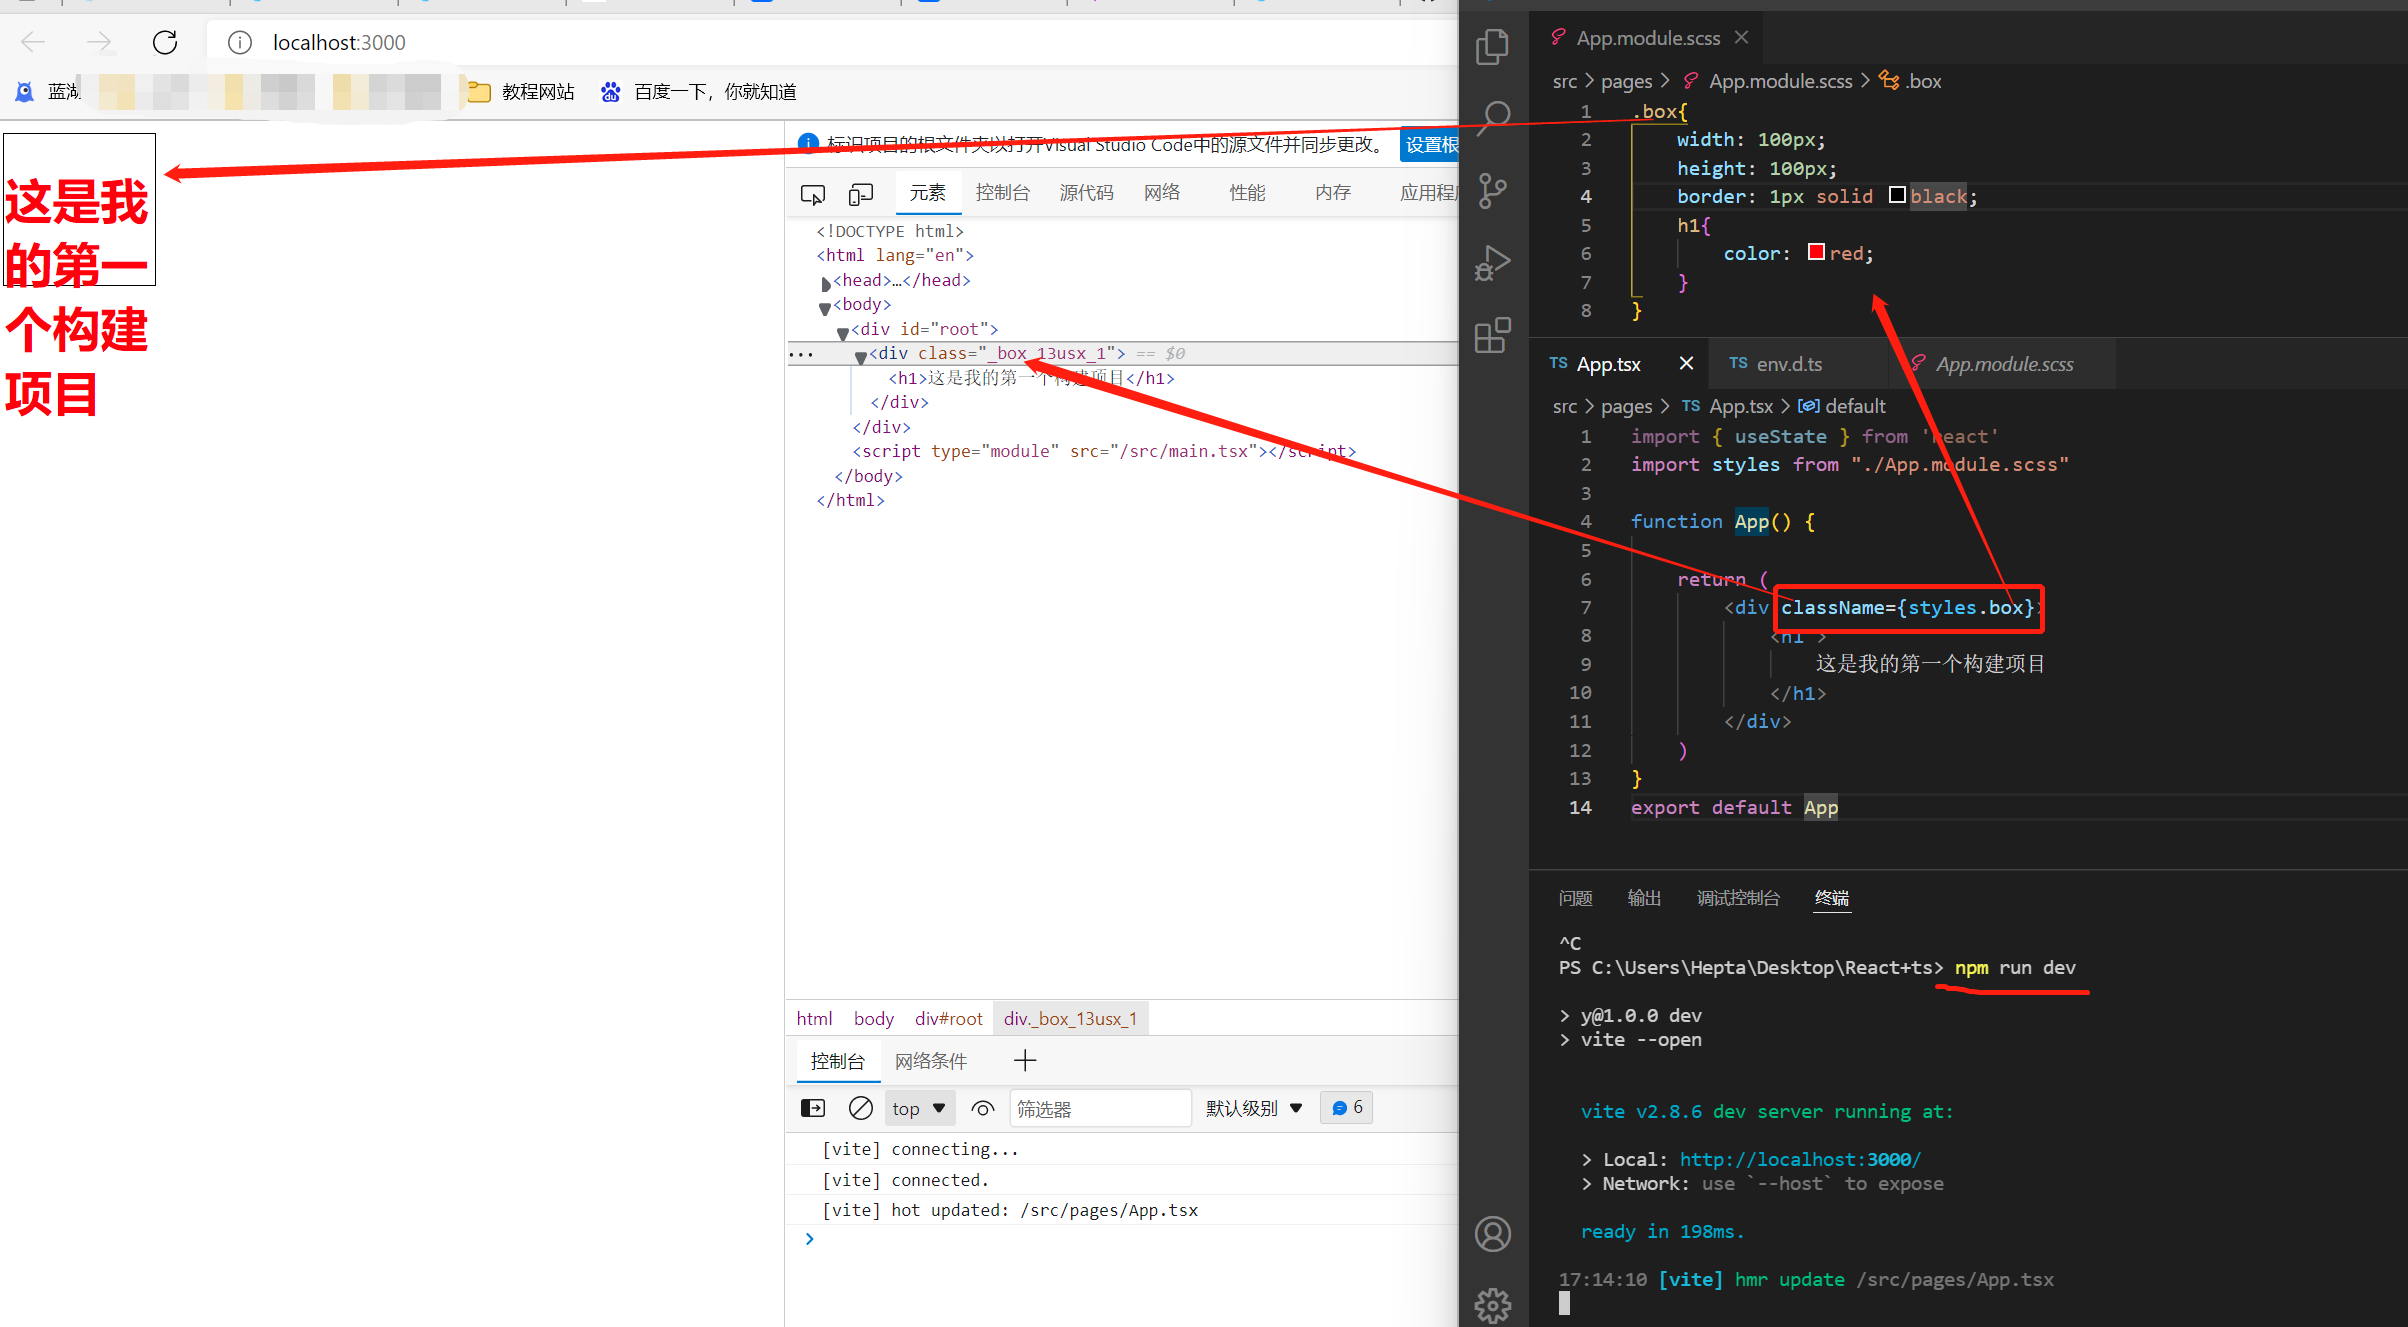 localhost:3000
蓝湖
教程网站
百度一下，你就知道
这是我
的第一
个构建
项目
标识项目的根文件夹以打开Visual Studio Code中的源文件并同步更改。 设置根
元素 控制台 源代码 网络 性能 内存 应用程
<!DOCTYPE html>
<html lang="en">
<head>…</head>
<body>
<div id="root">
<div class="_box_13usx_1"> == $0
<h1>这是我的第一个构建项目</h1>
</div>
</div>
<script type="module" src="/src/main.tsx"></script>
</body>
</html>
html body div#root div._box_13usx_1
控制台 网络条件
top 筛选器 默认级别 6
[vite] connecting...
[vite] connected.
[vite] hot updated: /src/pages/App.tsx
App.module.scss
src > pages > App.module.scss > .box
1 .box{
2 width: 100px;
3 height: 100px;
4 border: 1px solid black;
5 h1{
6 color: red;
7 }
8 }
TS App.tsx TS env.d.ts App.module.scss
src > pages > TS App.tsx > default
1 import { useState } from 'react'
2 import styles from "./App.module.scss"
3
4 function App() {
5
6 return (
7 <div className={styles.box}>
8 <h1 >
9 这是我的第一个构建项目
10 </h1>
11 </div>
12 )
13 }
14 export default App
问题 输出 调试控制台 终端
^C
PS C:\Users\Hepta\Desktop\React+ts> npm run dev
> y@1.0.0 dev
> vite --open
vite v2.8.6 dev server running at:
> Local: http://localhost:3000/
> Network: use `--host` to expose
ready in 198ms.
17:14:10 [vite] hmr update /src/pages/App.tsx